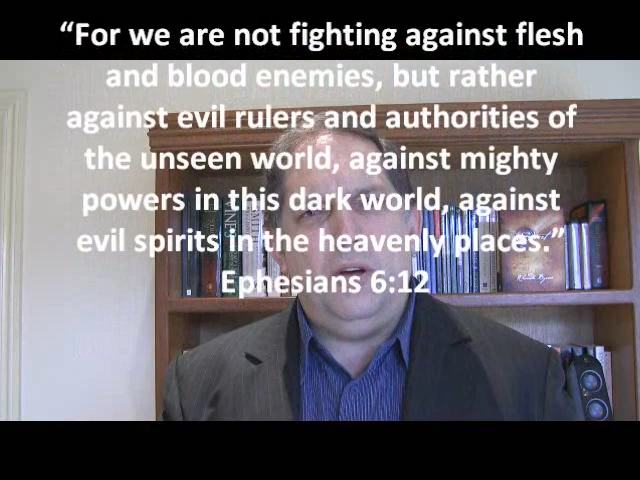 “For we are not fighting against flesh
and blood enemies, but rather
against evil rulers and authorities of
the unseen world, against mighty
powers in this dark world, against
evil spirits in the heavenly places.”
Ephesians 6:12